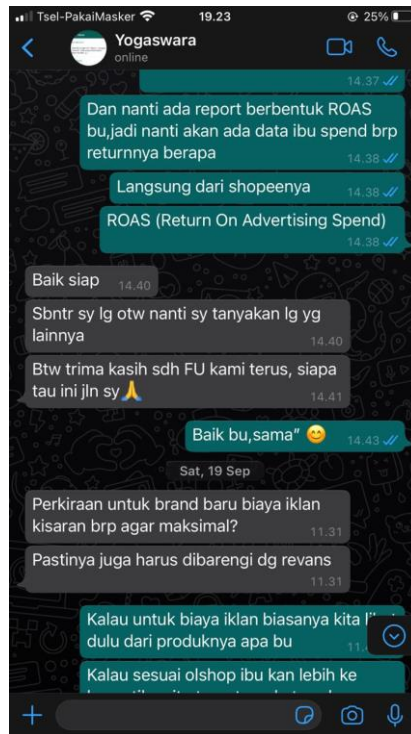 Tsel-PakaiMasker 19.23 25%
Yogaswara
online
14.37
Dan nanti ada report berbentuk ROAS
bu,jadi nanti akan ada data ibu spend brp
returnnya berapa
14.38
Langsung dari shopeenya 14.38
ROAS (Return On Advertising Spend)
14.38
Baik siap 14.40
Sbntr sy lg otw nanti sy tanyakan lg yg
lainnya
14.40
Btw trima kasih sdh FU kami terus, siapa
tau ini jln sy🙏
14.41
Baik bu,sama” 😊 14.43
Sat, 19 Sep
Perkiraan untuk brand baru biaya iklan
kisaran brp agar maksimal?
11.31
Pastinya juga harus dibarengi dg revans
11.31
Kalau untuk biaya iklan biasanya kita
dulu dari produknya apa bu
Kalau sesuai olshop ibu kan lebih ke